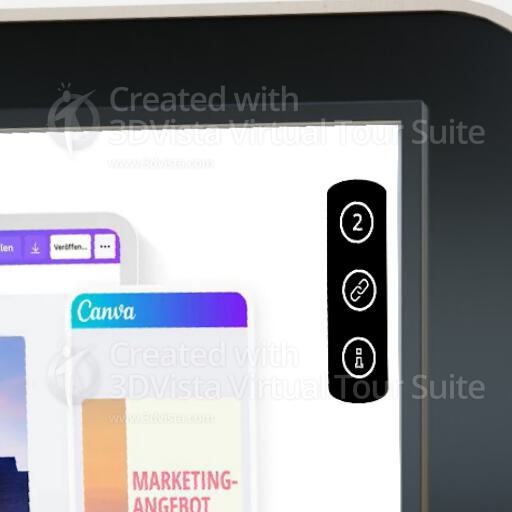 Created with
3DVista Virtual Tour Suite
www.3dvista.com
2
Veröffen...
Canva
Created with
3DVista Virtual Tour Suite
www.3dvista.com
MARKETING-
ANGEBOT